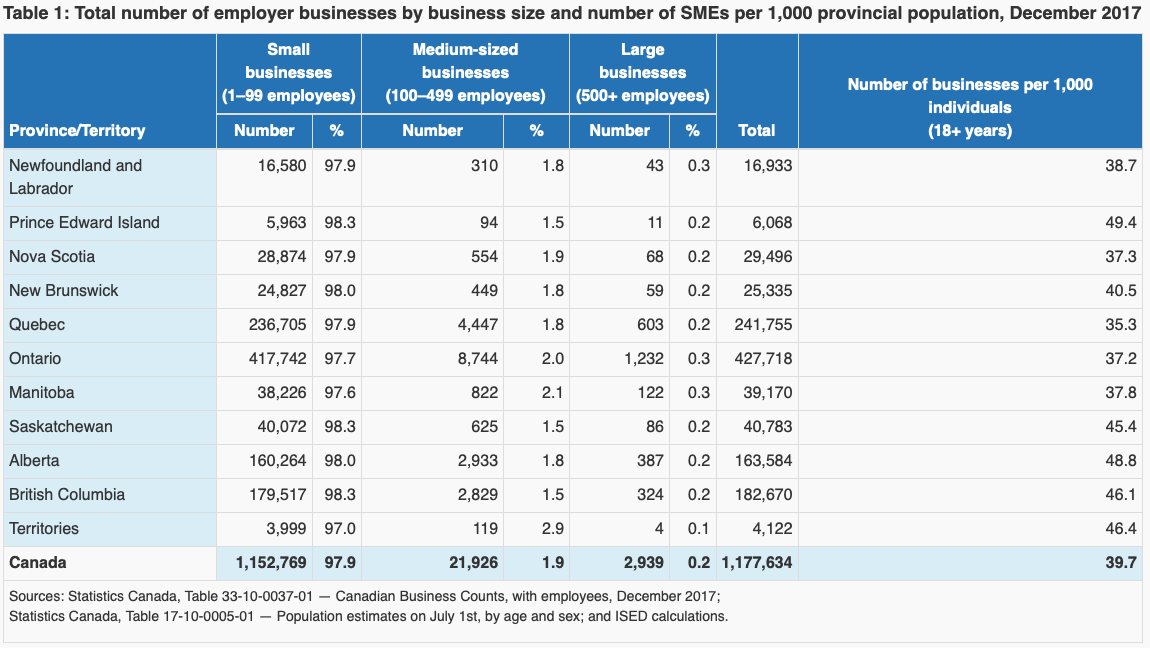 Table 1: Total number of employer businesses by business size and number of SMEs per 1,000 provincial population, December 2017
Province/Territory
Small
businesses
(1–99 employees)
Medium-sized
businesses
(100–499 employees)
Large
businesses
(500+ employees)
Total
Number of businesses per 1,000
individuals
(18+ years)
Number % Number % Number %
Newfoundland and 16,580 97.9 310 1.8 43 0.3 16,933 38.7
Labrador
Prince Edward Island 5,963 98.3 94 1.5 11 0.2 6,068 49.4
Nova Scotia 28,874 97.9 554 1.9 68 0.2 29,496 37.3
New Brunswick 24,827 98.0 449 1.8 59 0.2 25,335 40.5
Quebec 236,705 97.9 4,447 1.8 603 0.2 241,755 35.3
Ontario 417,742 97.7 8,744 2.0 1,232 0.3 427,718 37.2
Manitoba 38,226 97.6 822 2.1 122 0.3 39,170 37.8
Saskatchewan 40,072 98.3 625 1.5 86 0.2 40,783 45.4
Alberta 160,264 98.0 2,933 1.8 387 0.2 163,584 48.8
British Columbia 179,517 98.3 2,829 1.5 324 0.2 182,670 46.1
Territories 3,999 97.0 119 2.9 4 0.1 4,122 46.4
Canada 1,152,769 97.9 21,926 1.9 2,939 0.2 1,177,634 39.7
Sources: Statistics Canada, Table 33-10-0037-01 — Canadian Business Counts, with employees, December 2017;
Statistics Canada, Table 17-10-0005-01 — Population estimates on July 1st, by age and sex; and ISED calculations.